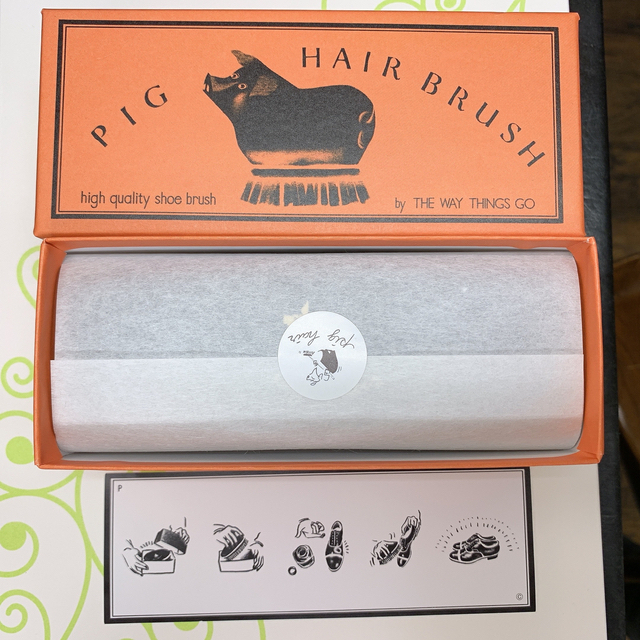 PIG HAIR BRUSH
high quality shoe brush
by THE WAY THINGS GO
pig hair
P
©